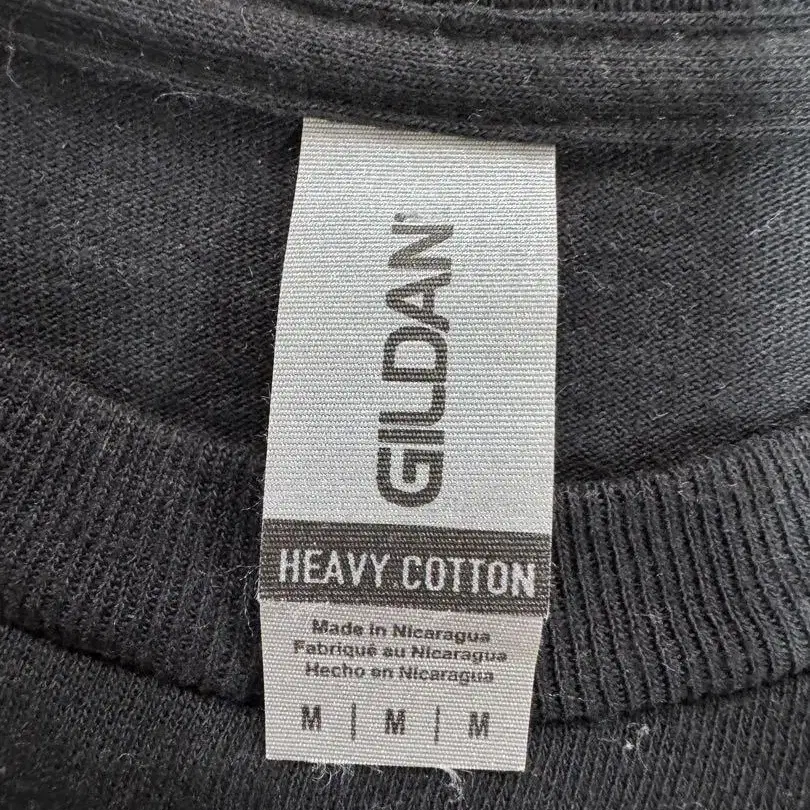 GILDAN®
HEAVY COTTON
Made in Nicaragua
Fabriqué au Nicaragua
Hecho en Nicaragua
M | M | M